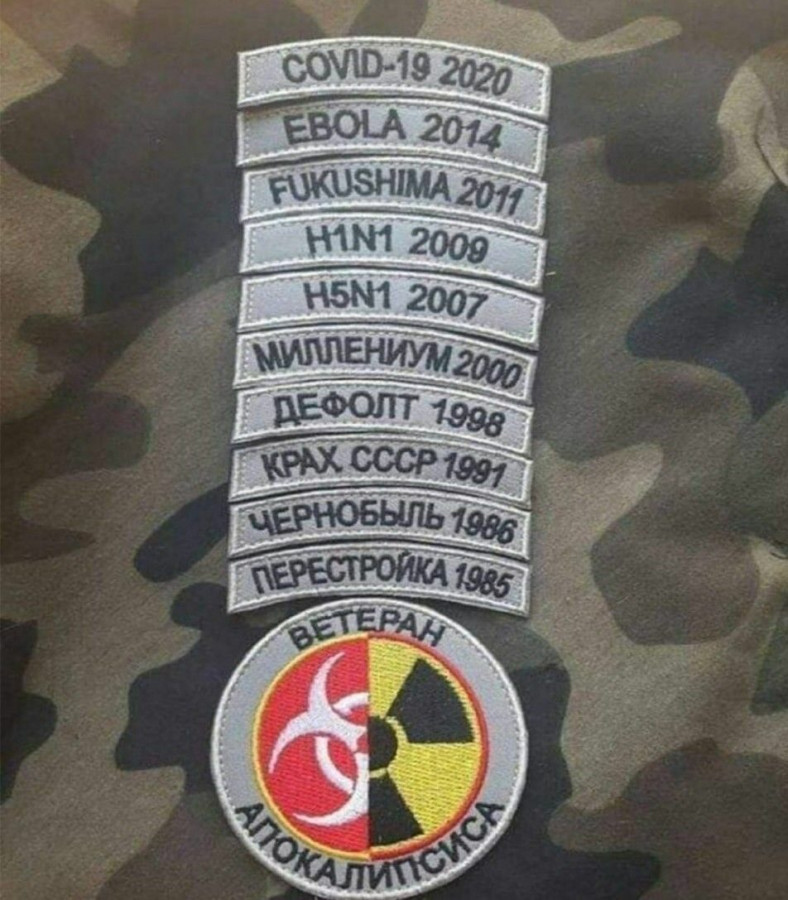 COVID-19 2020
EBOLA 2014
FUKUSHIMA 2011
H1N1 2009
H5N1 2007
МИЛЛЕНИУМ 2000
ДЕФОЛТ 1998
КРАХ СССР 1991
ЧЕРНОБЫЛЬ 1986
ПЕРЕСТРОЙКА 1985
ВЕТЕРАН
АПОКАЛИПСИСА